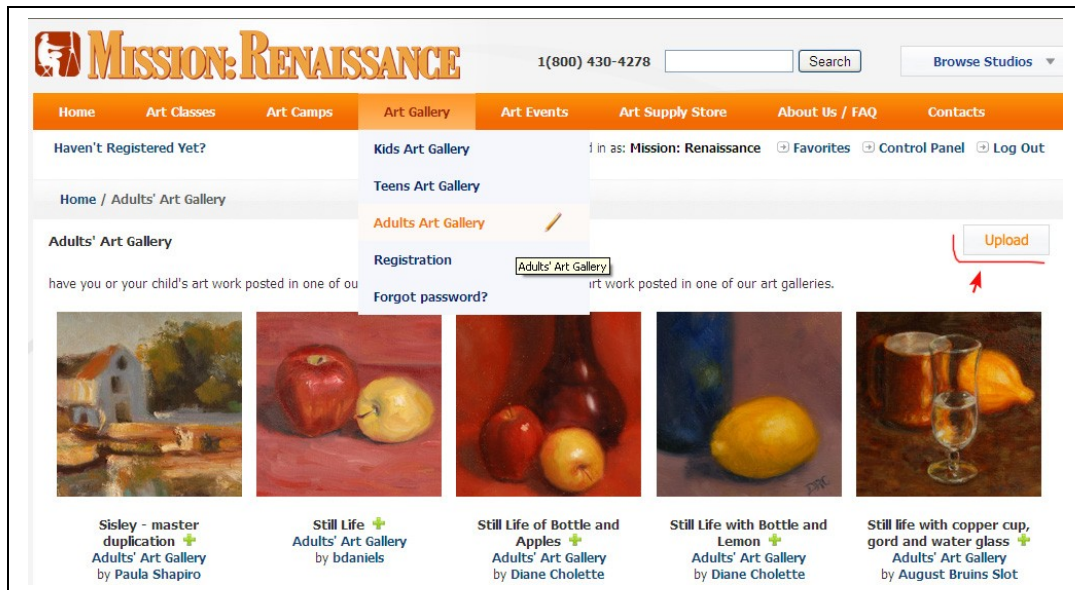 MISSION: RENAISSANCE
1(800) 430-4278 Search Browse Studios
Home Art Classes Art Camps Art Gallery Art Events Art Supply Store About Us / FAQ Contacts
Haven't Registered Yet? Kids Art Gallery in as: Mission: Renaissance Favorites Control Panel Log Out
Teens Art Gallery
Home / Adults' Art Gallery
Adults Art Gallery
Adults' Art Gallery Upload
Registration Adults' Art Gallery
have you or your child's art work posted in one of ou art work posted in one of our art galleries.
Forgot password?
DRC
Sisley - master
duplication
Adults' Art Gallery
by Paula Shapiro
Still Life
Adults' Art Gallery
by bdaniels
Still Life of Bottle and
Apples
Adults' Art Gallery
by Diane Cholette
Still Life with Bottle and
Lemon
Adults' Art Gallery
by Diane Cholette
Still life with copper cup,
gord and water glass
Adults' Art Gallery
by August Bruins Slot